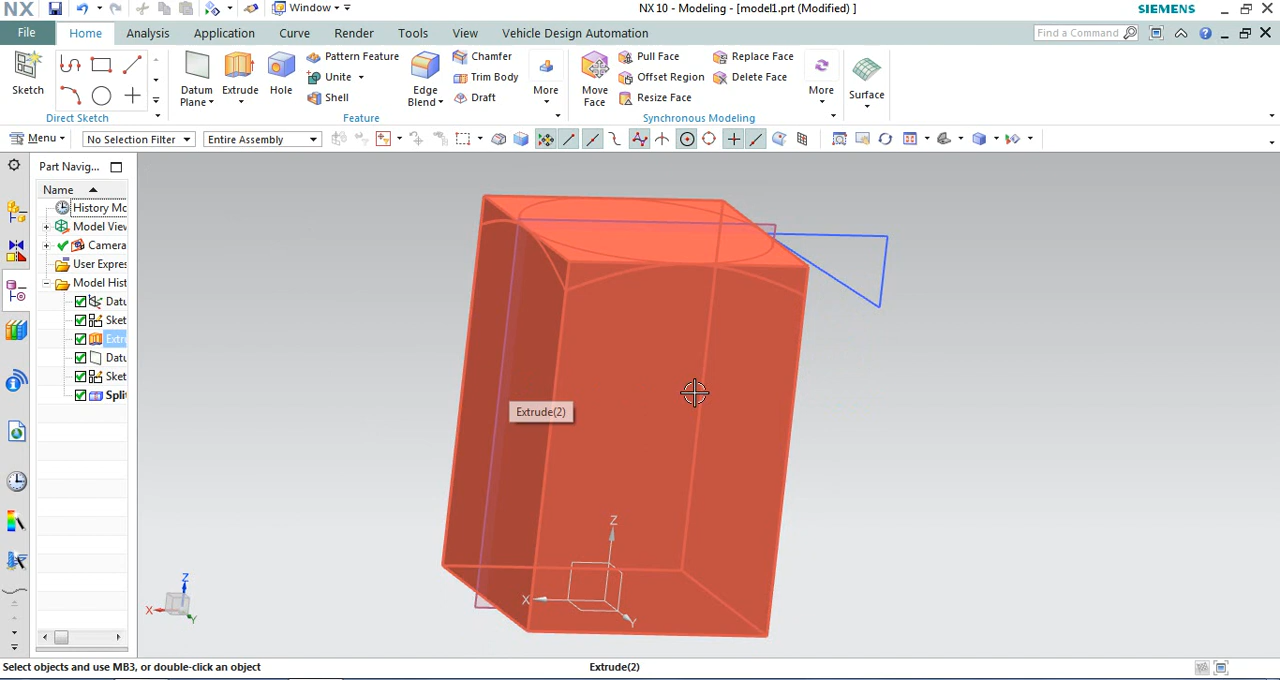 NX
Window
NX 10 - Modeling - [model1.prt (Modified) ]
SIEMENS
File
Home
Analysis
Application
Curve
Render
Tools
View
Vehicle Design Automation
Find a Command
Sketch
Direct Sketch
Datum
Plane
Extrude
Hole
Pattern Feature
Unite
Shell
Edge
Blend
Chamfer
Trim Body
Draft
More
Feature
Move
Face
Pull Face
Offset Region
Resize Face
Replace Face
Delete Face
More
Synchronous Modeling
Surface
Menu
No Selection Filter
Entire Assembly
Part Navig...
Name
History Mo
Model View
Camera
User Expres
Model Hist
Datu
Sket
Extru
Datu
Sket
Split
Extrude(2)
Z
X
Y
Z
X
Y
Select objects and use MB3, or double-click an object
Extrude(2)